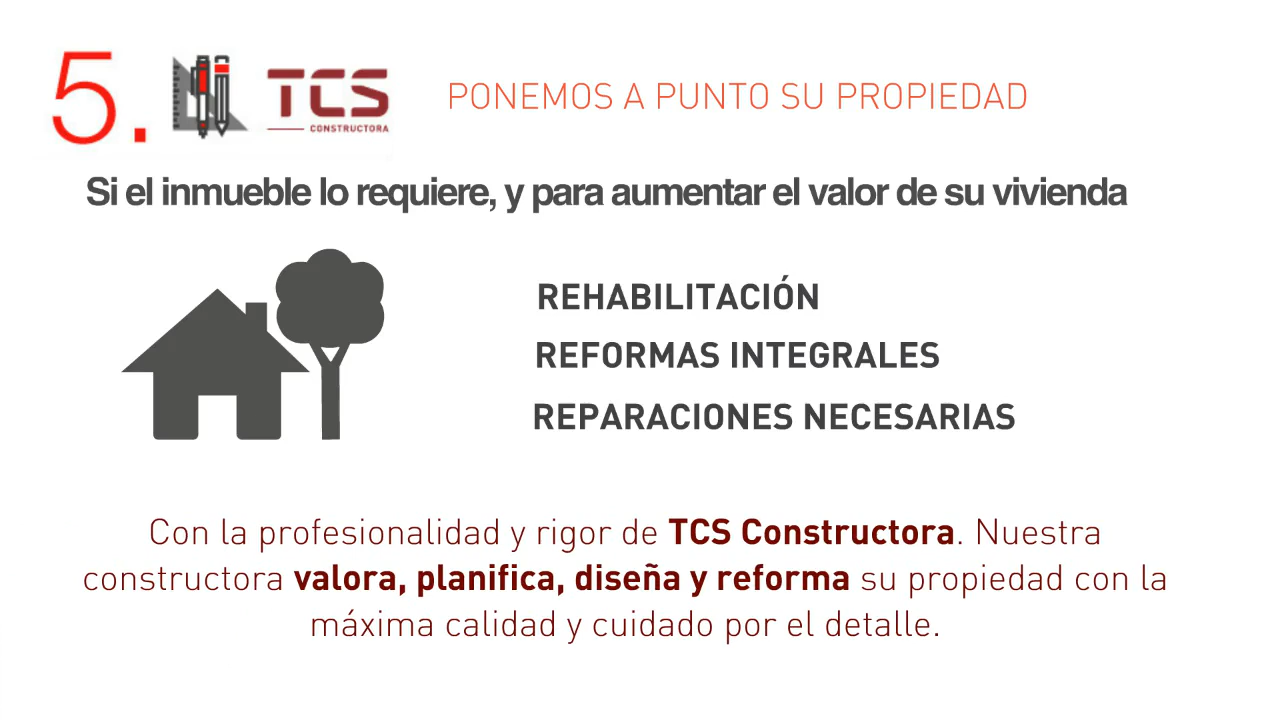 5.
TCS
CONSTRUCTORA
PONEMOS A PUNTO SU PROPIEDAD
Si el inmueble lo requiere, y para aumentar el valor de su vivienda
REHABILITACIÓN
REFORMAS INTEGRALES
REPARACIONES NECESARIAS
Con la profesionalidad y rigor de TCS Constructora. Nuestra
constructora valora, planifica, diseña y reforma su propiedad con la
máxima calidad y cuidado por el detalle.